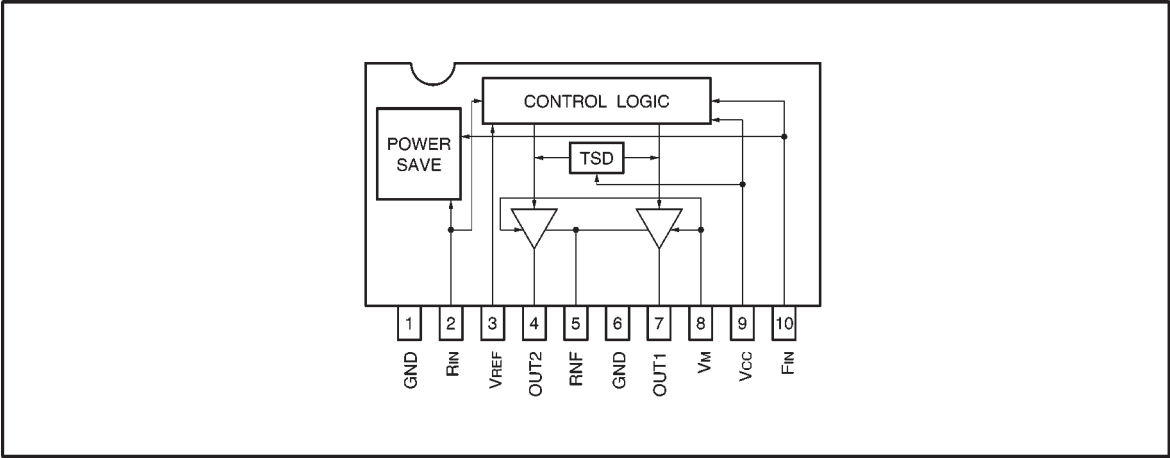 CONTROL LOGIC
POWER
SAVE
TSD
1 2 3 4 5 6 7 8 9 10
GND
RIN
VREF
OUT2
RNF
GND
OUT1
VM
VCC
FIN